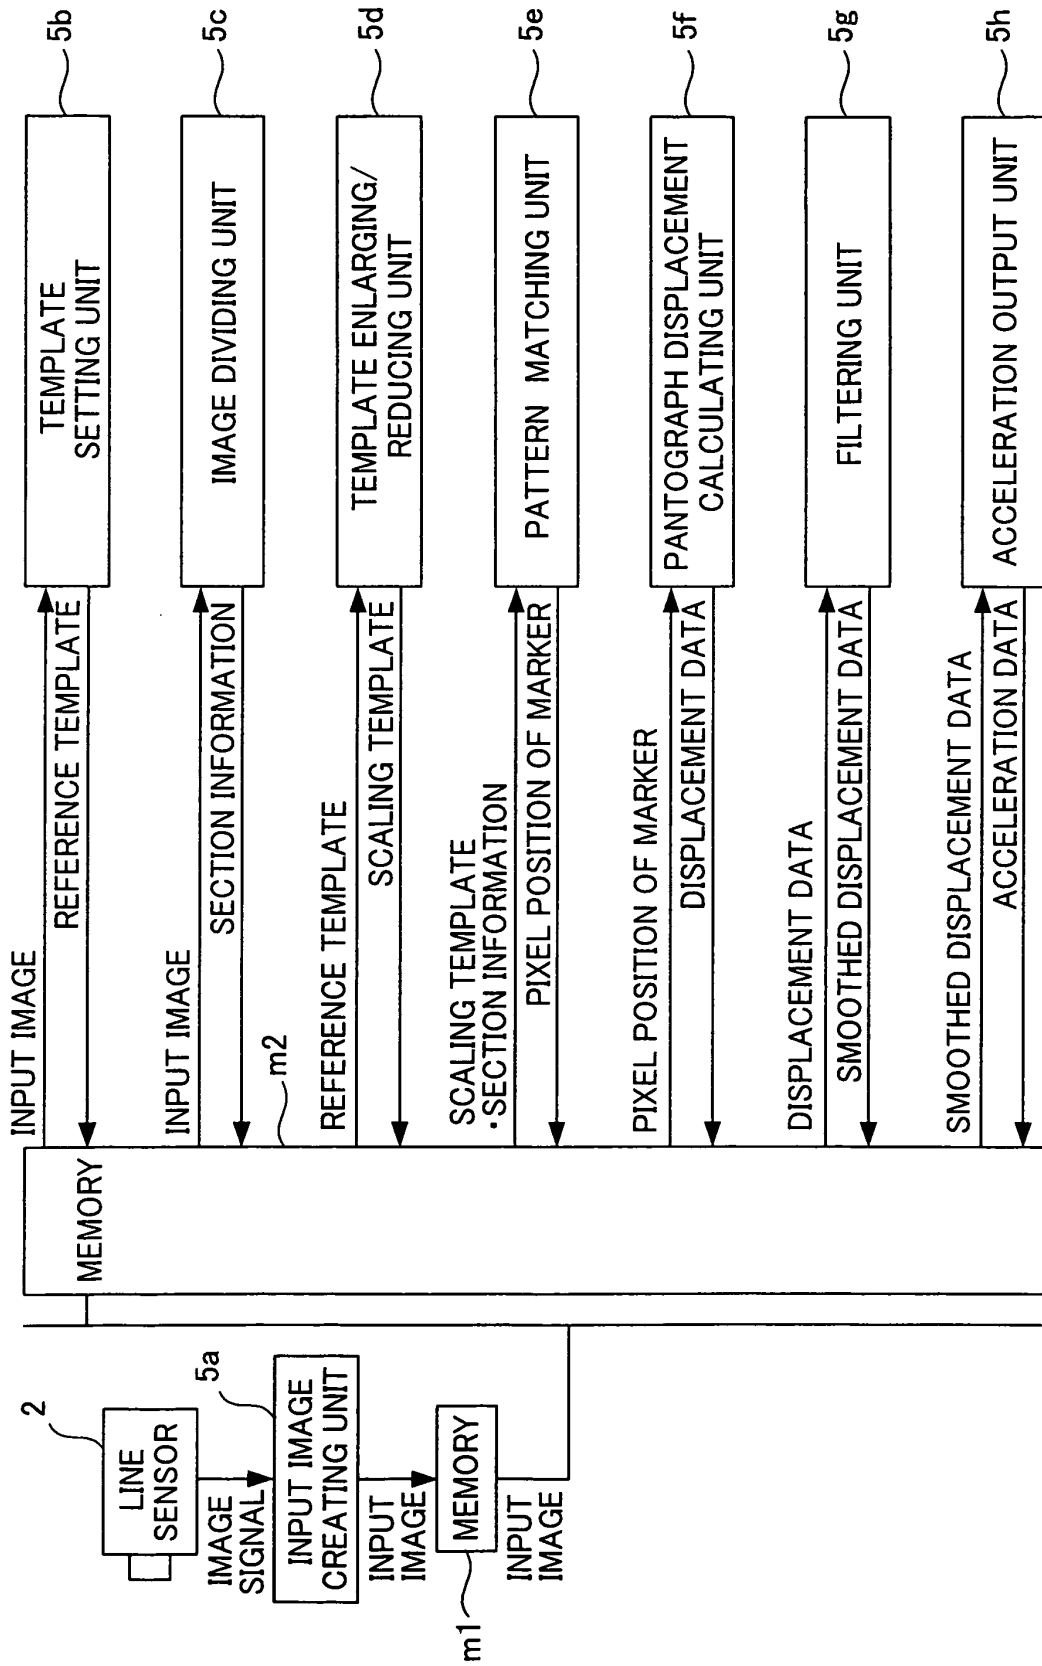 2
LINE
SENSOR
IMAGE
SIGNAL
5a
INPUT IMAGE
CREATING UNIT
INPUT
IMAGE
m1
MEMORY
INPUT
IMAGE
MEMORY
m2
INPUT IMAGE
REFERENCE TEMPLATE
TEMPLATE
SETTING UNIT
5b
INPUT IMAGE
SECTION INFORMATION
IMAGE DIVIDING UNIT
5c
REFERENCE TEMPLATE
SCALING TEMPLATE
TEMPLATE ENLARGING/
REDUCING UNIT
5d
SCALING TEMPLATE
・SECTION INFORMATION
PIXEL POSITION OF MARKER
PATTERN MATCHING UNIT
5e
PIXEL POSITION OF MARKER
DISPLACEMENT DATA
PANTOGRAPH DISPLACEMENT
CALCULATING UNIT
5f
DISPLACEMENT DATA
SMOOTHED DISPLACEMENT DATA
FILTERING UNIT
5g
SMOOTHED DISPLACEMENT DATA
ACCELERATION DATA
ACCELERATION OUTPUT UNIT
5h